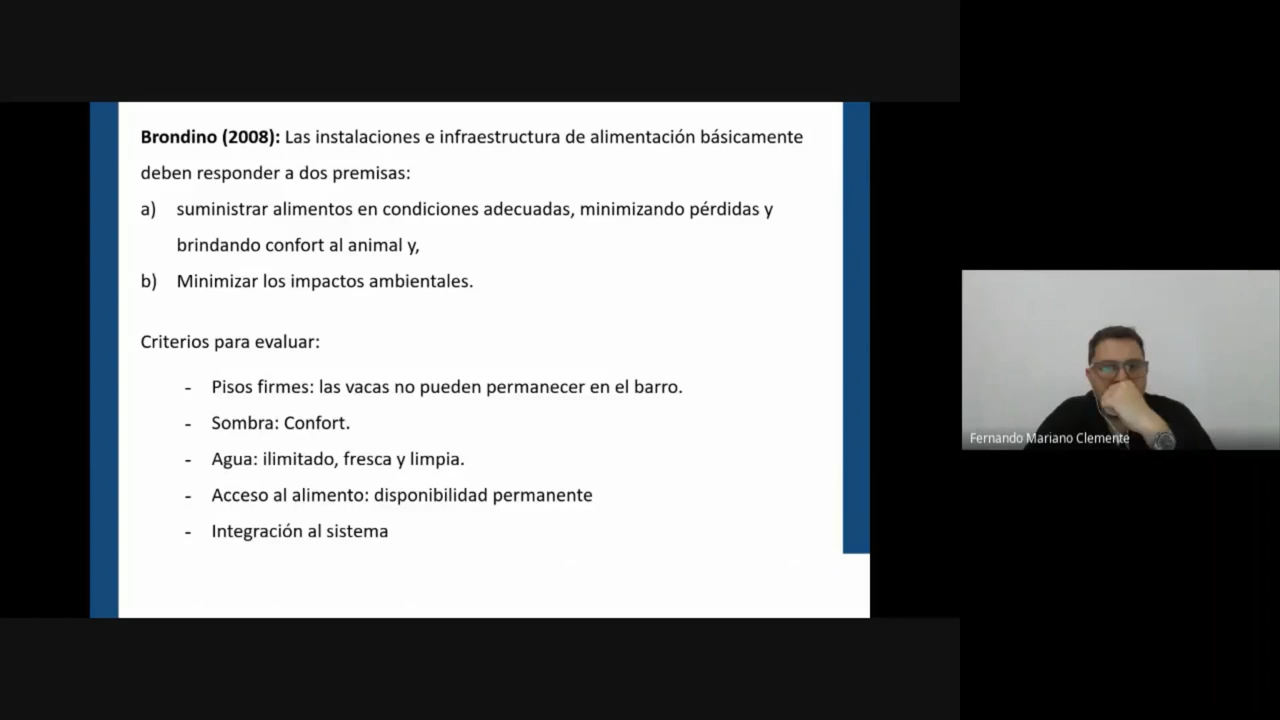 Brondino (2008): Las instalaciones e infraestructura de alimentación básicamente
deben responder a dos premisas:
a) suministrar alimentos en condiciones adecuadas, minimizando pérdidas y
brindando confort al animal y,
b) Minimizar los impactos ambientales.
Criterios para evaluar:
- Pisos firmes: las vacas no pueden permanecer en el barro.
- Sombra: Confort.
- Agua: ilimitado, fresca y limpia.
- Acceso al alimento: disponibilidad permanente
- Integración al sistema
Fernando Mariano Clemente